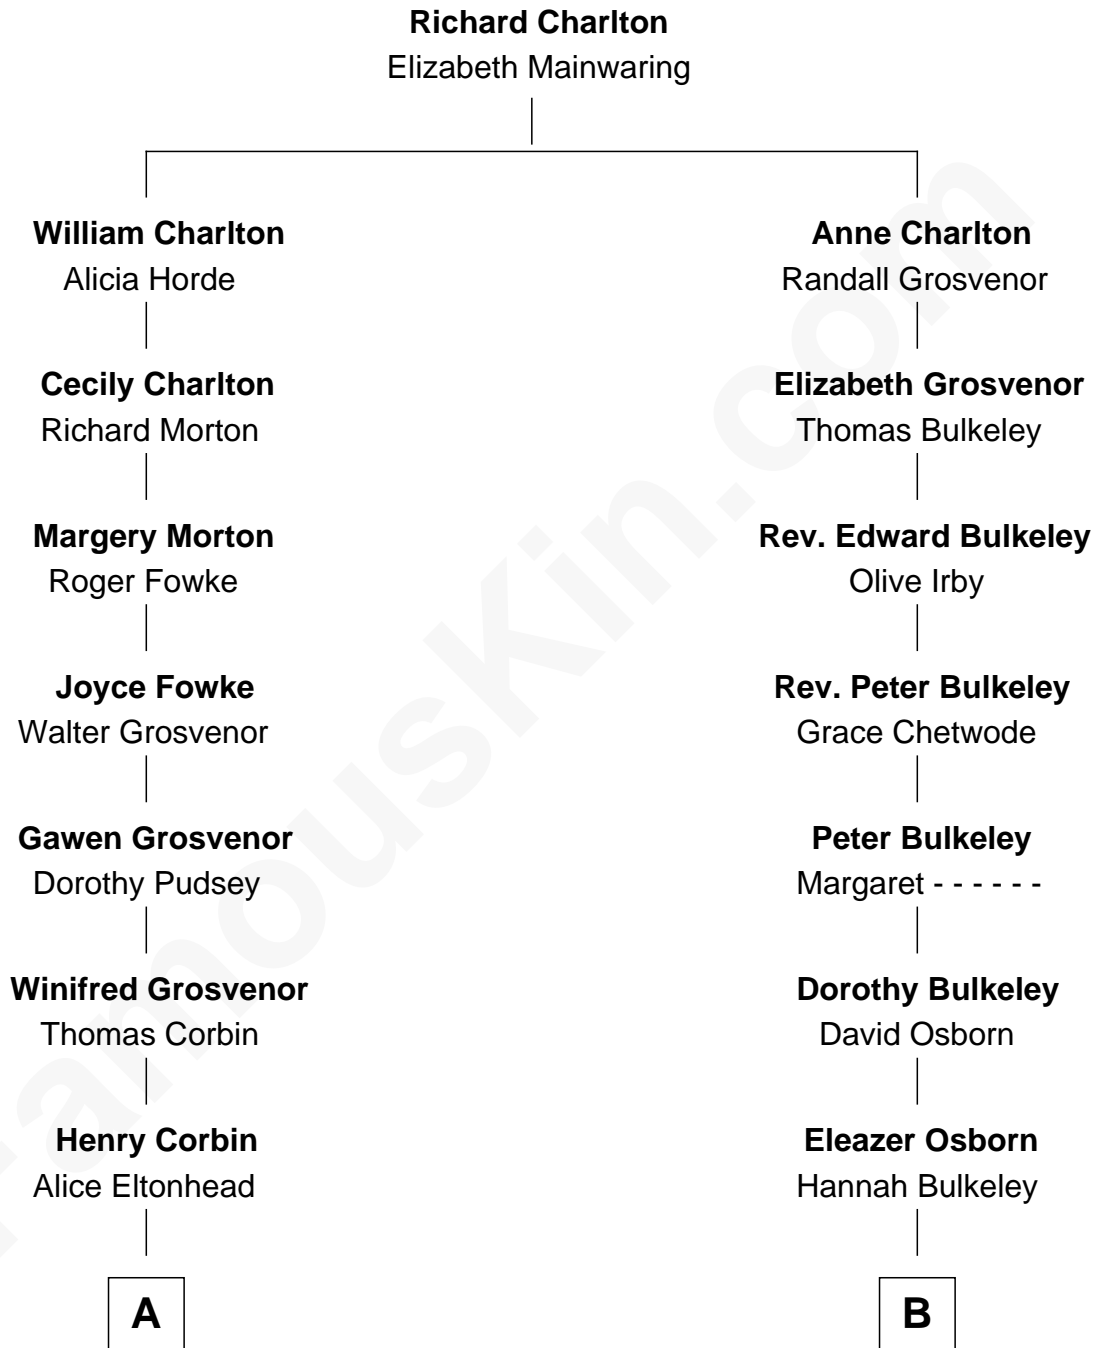 Richard Charlton
Elizabeth Mainwaring
William Charlton
Alicia Horde
Anne Charlton
Randall Grosvenor
Cecily Charlton
Richard Morton
Elizabeth Grosvenor
Thomas Bulkeley
Margery Morton
Roger Fowke
Rev. Edward Bulkeley
Olive Irby
Joyce Fowke
Walter Grosvenor
Rev. Peter Bulkeley
Grace Chetwode
Gawen Grosvenor
Dorothy Pudsey
Peter Bulkeley
Margaret - - - - - -
Winifred Grosvenor
Thomas Corbin
Dorothy Bulkeley
David Osborn
Henry Corbin
Alice Eltonhead
Eleazer Osborn
Hannah Bulkeley
A
B
FamousKin.com